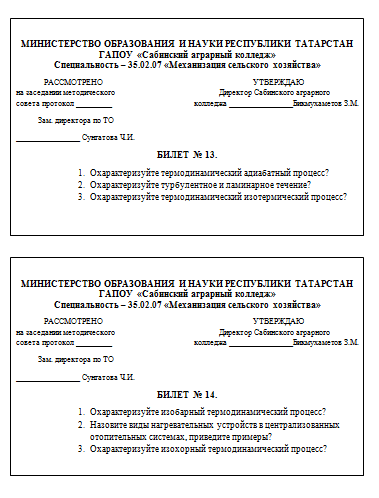 МИНИСТЕРСТВО ОБРАЗОВАНИЯ И НАУКИ РЕСПУБЛИКИ ТАТАРСТАН
ГАПОУ «Сабинский аграрный колледж»
Специальность – 35.02.07 «Механизация сельского хозяйства»
РАССМОТРЕНО УТВЕРЖДАЮ
на заседании методического Директор Сабинского аграрного
совета протокол _________ колледжа ________________Бикмухаметов З.М.
Зам. директора по ТО
________________ Сунгатова Ч.И.
БИЛЕТ № 13.
1. Охарактеризуйте термодинамический адиабатный процесс?
2. Охарактеризуйте турбулентное и ламинарное течение?
3. Охарактеризуйте термодинамический изотермический процесс?
МИНИСТЕРСТВО ОБРАЗОВАНИЯ И НАУКИ РЕСПУБЛИКИ ТАТАРСТАН
ГАПОУ «Сабинский аграрный колледж»
Специальность – 35.02.07 «Механизация сельского хозяйства»
РАССМОТРЕНО УТВЕРЖДАЮ
на заседании методического Директор Сабинского аграрного
совета протокол _________ колледжа ________________Бикмухаметов З.М.
Зам. директора по ТО
________________ Сунгатова Ч.И.
БИЛЕТ № 14.
1. Охарактеризуйте изобарный термодинамический процесс?
2. Назовите виды нагревательных устройств в централизованных
отопительных системах, приведите примеры?
3. Охарактеризуйте изохорный термодинамический процесс?